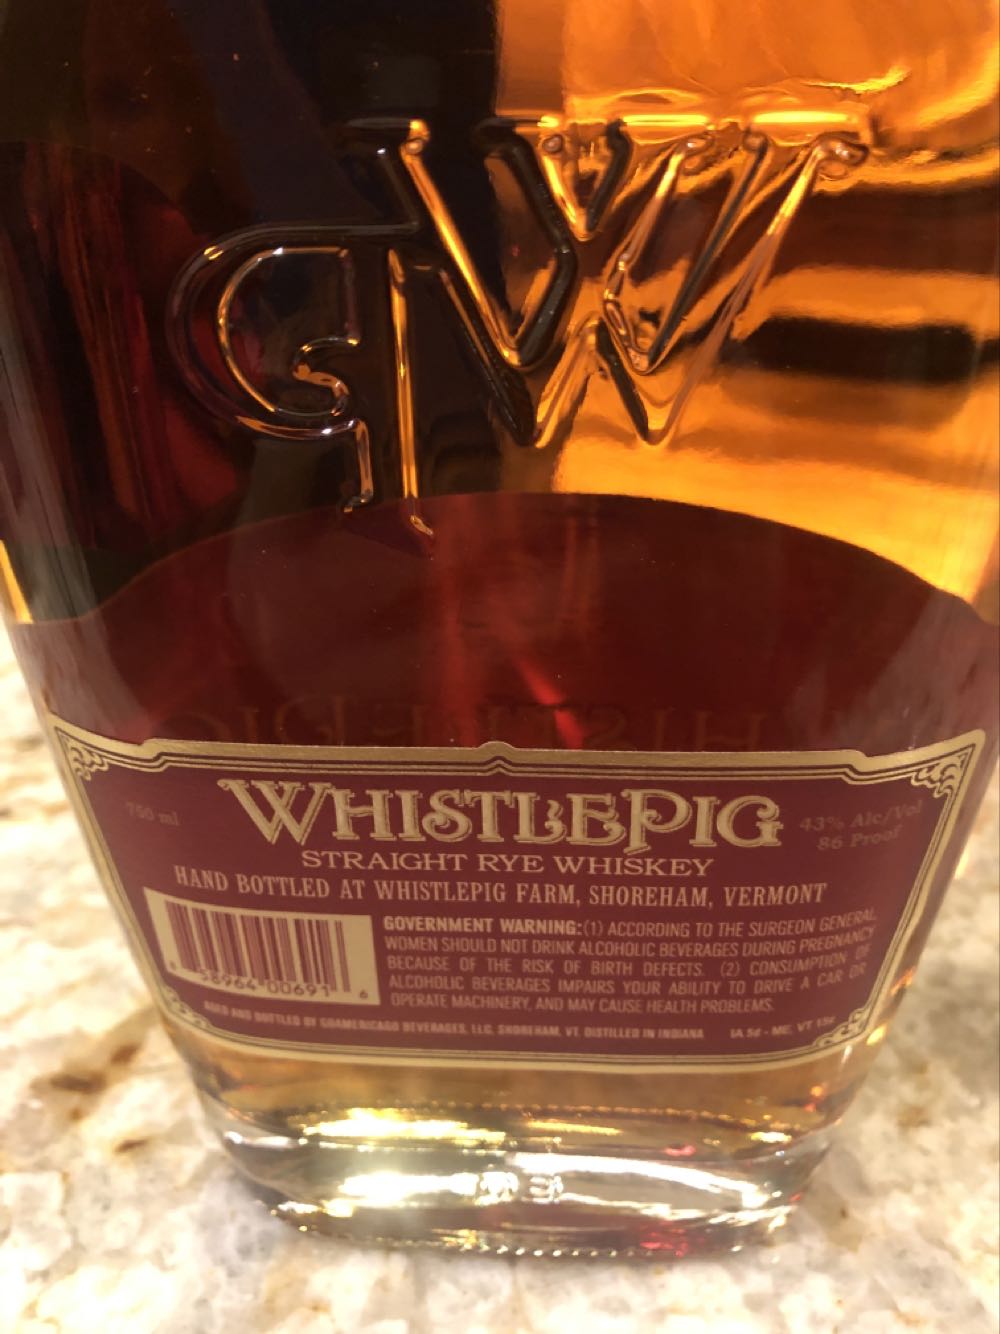 WP
750 ml
WHISTLEPIG
43% Alc/Vol
86 Proof
STRAIGHT RYE WHISKEY
HAND BOTTLED AT WHISTLEPIG FARM, SHOREHAM, VERMONT
GOVERNMENT WARNING:(1) ACCORDING TO THE SURGEON GENERAL,
WOMEN SHOULD NOT DRINK ALCOHOLIC BEVERAGES DURING PREGNANCY
BECAUSE OF THE RISK OF BIRTH DEFECTS. (2) CONSUMPTION OF
ALCOHOLIC BEVERAGES IMPAIRS YOUR ABILITY TO DRIVE A CAR OR
OPERATE MACHINERY, AND MAY CAUSE HEALTH PROBLEMS.
58964 00691 6
AGED AND BOTTLED BY GOAMERICAGO BEVERAGES, LLC, SHOREHAM, VT. DISTILLED IN INDIANA
IA 5¢ - ME, VT 15¢